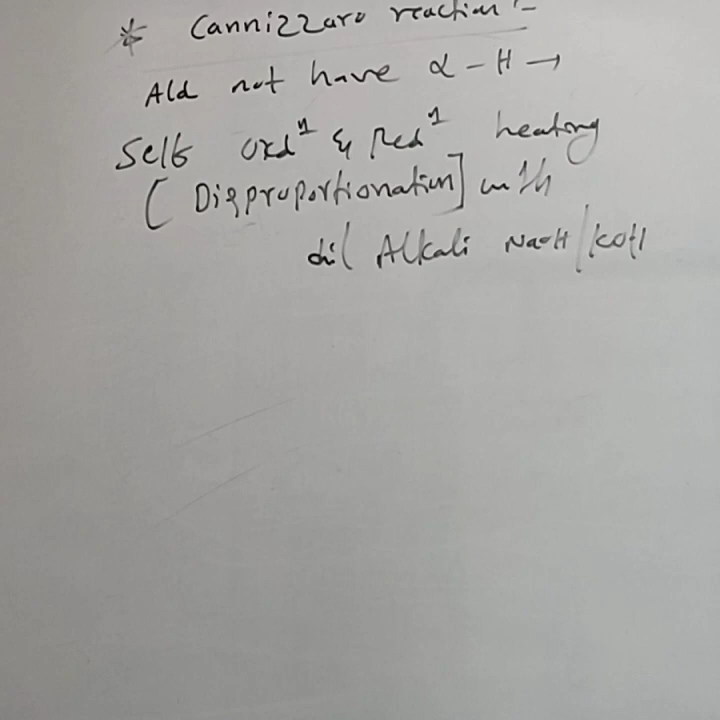 * Cannizzaro reaction :-
Ald not have α - H →
Self oxdⁿ & Redⁿ heating
[Disproportionation] with
dil Alkali NaOH/KOH